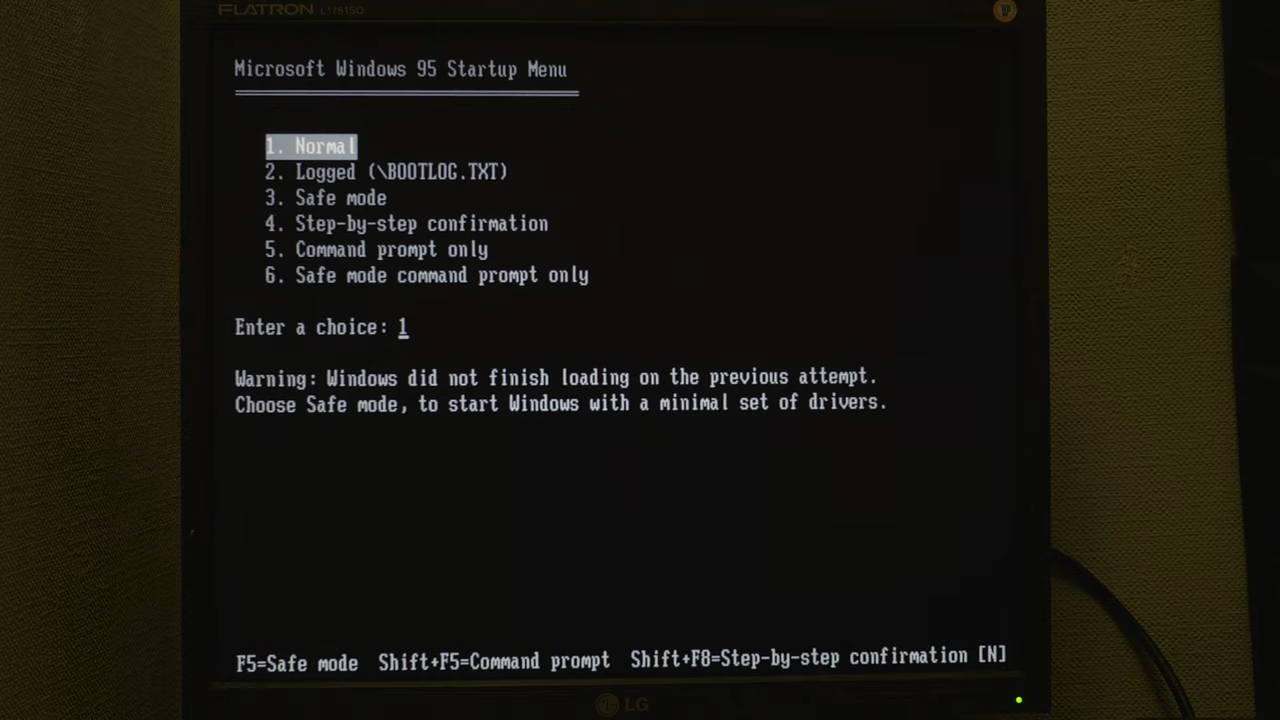 FLATRON L1751SQ
Microsoft Windows 95 Startup Menu
1. Normal
2. Logged (\BOOTLOG.TXT)
3. Safe mode
4. Step-by-step confirmation
5. Command prompt only
6. Safe mode command prompt only
Enter a choice: 1
Warning: Windows did not finish loading on the previous attempt.
Choose Safe mode, to start Windows with a minimal set of drivers.
F5=Safe mode Shift+F5=Command prompt Shift+F8=Step-by-step confirmation [N]
LG